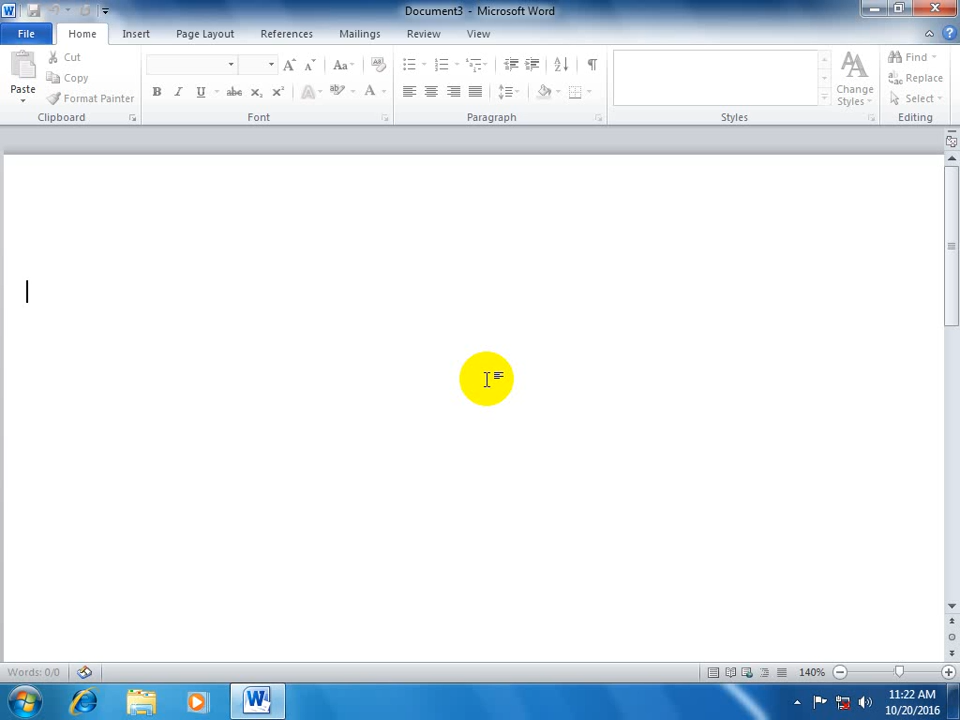 Document3 - Microsoft Word
File Home Insert Page Layout References Mailings Review View
Paste
Cut
Copy
Format Painter
Change Styles
Find
Replace
Select
Clipboard Font Paragraph Styles Editing
Words: 0/0
140%
11:22 AM
10/20/2016